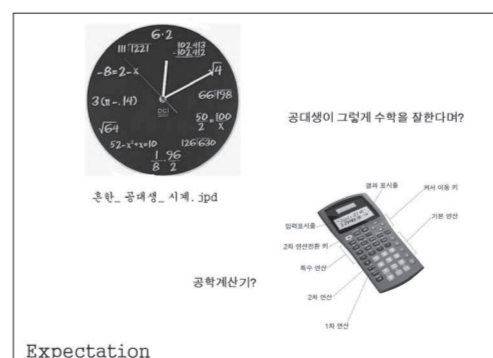 6·2
111 1221
102,413
-102,412
-8=2-x
√4
3(π-.14)
66 198
50/2 = 100/x
√64
52-x²+x=10
126 630
1/8 · 96/2
공대생이 그렇게 수학을 잘한다며?
흔한_ 공대생_ 시계.jpd
결과 표시줄
커서 이동 키
입력표시줄
기본 연산
2차 연산전환 키
특수 연산
공학계산기?
2차 연산
1차 연산
Expectation